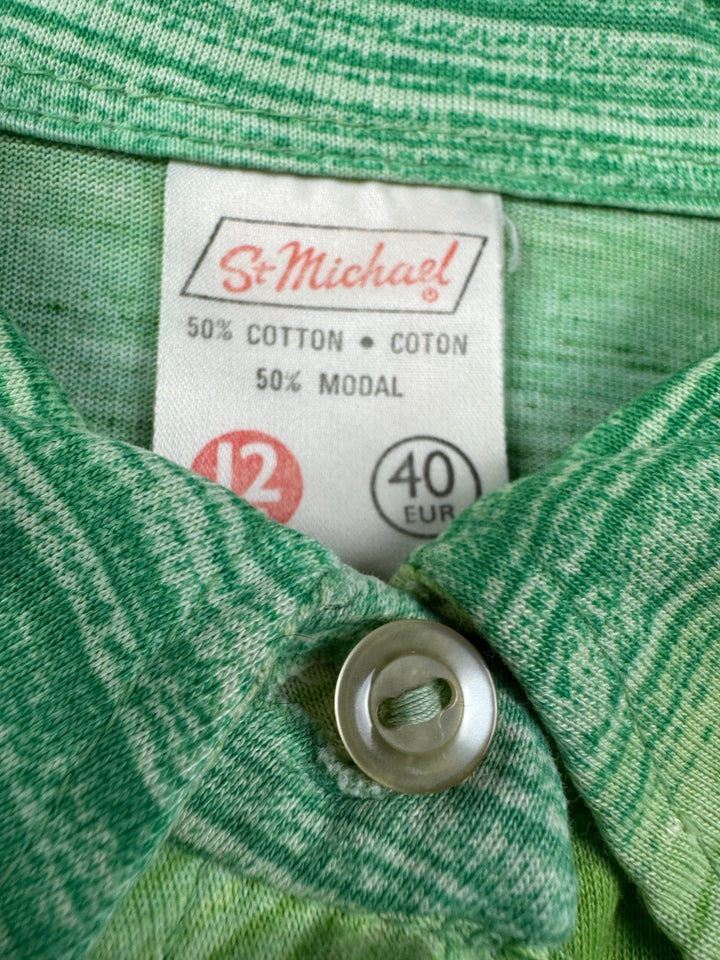 St Michael®
50% COTTON • COTON
50% MODAL
12 40
EUR